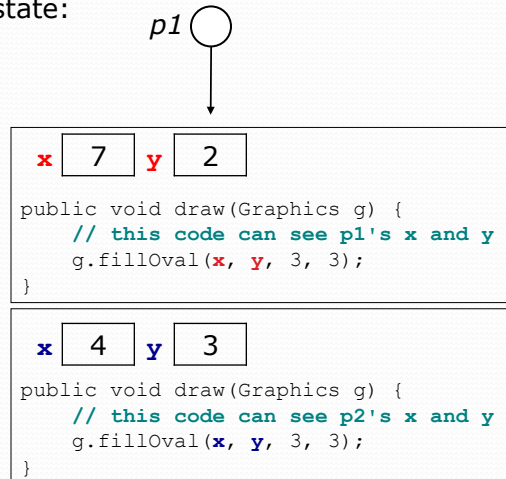 state:
p1
x 7 y 2
public void draw(Graphics g) {
// this code can see p1's x and y
g.fillOval(x, y, 3, 3);
}
x 4 y 3
public void draw(Graphics g) {
// this code can see p2's x and y
g.fillOval(x, y, 3, 3);
}